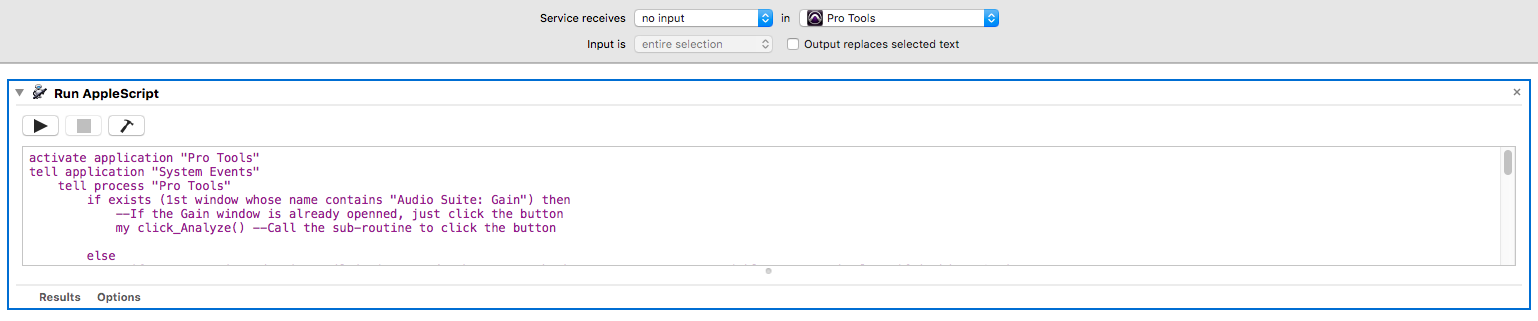 Service receives no input in Pro Tools
Input is entire selection Output replaces selected text
Run AppleScript
activate application "Pro Tools"
tell application "System Events"
tell process "Pro Tools"
if exists (1st window whose name contains "Audio Suite: Gain") then
--If the Gain window is already openned, just click the button
my click_Analyze() --Call the sub-routine to click the button
else
Results Options